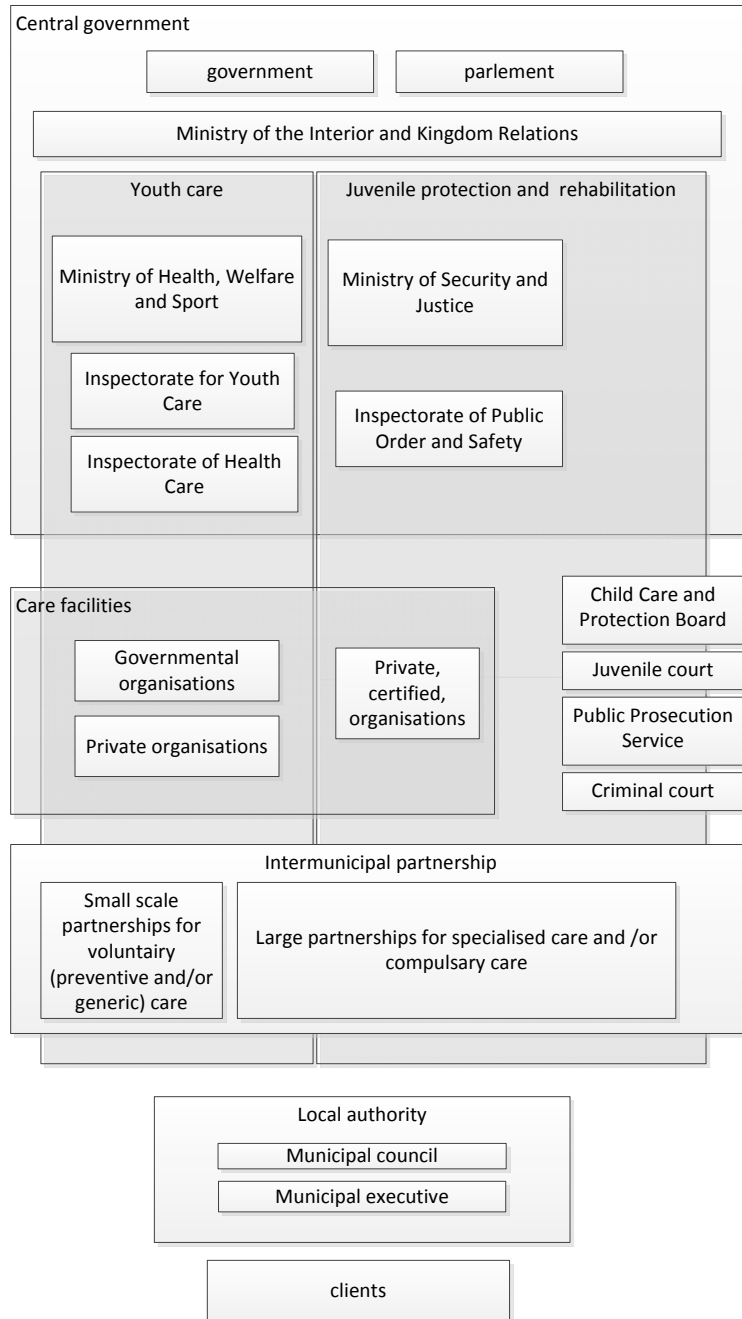 Central government
government
parlement
Ministry of the Interior and Kingdom Relations
Youth care
Juvenile protection and rehabilitation
Ministry of Health, Welfare
and Sport
Ministry of Security and
Justice
Inspectorate for Youth
Care
Inspectorate of Public
Order and Safety
Inspectorate of Health
Care
Care facilities
Governmental
organisations
Private organisations
Private,
certified,
organisations
Child Care and
Protection Board
Juvenile court
Public Prosecution
Service
Criminal court
Intermunicipal partnership
Small scale
partnerships for
voluntairy
(preventive and/or
generic) care
Large partnerships for specialised care and /or
compulsary care
Local authority
Municipal council
Municipal executive
clients